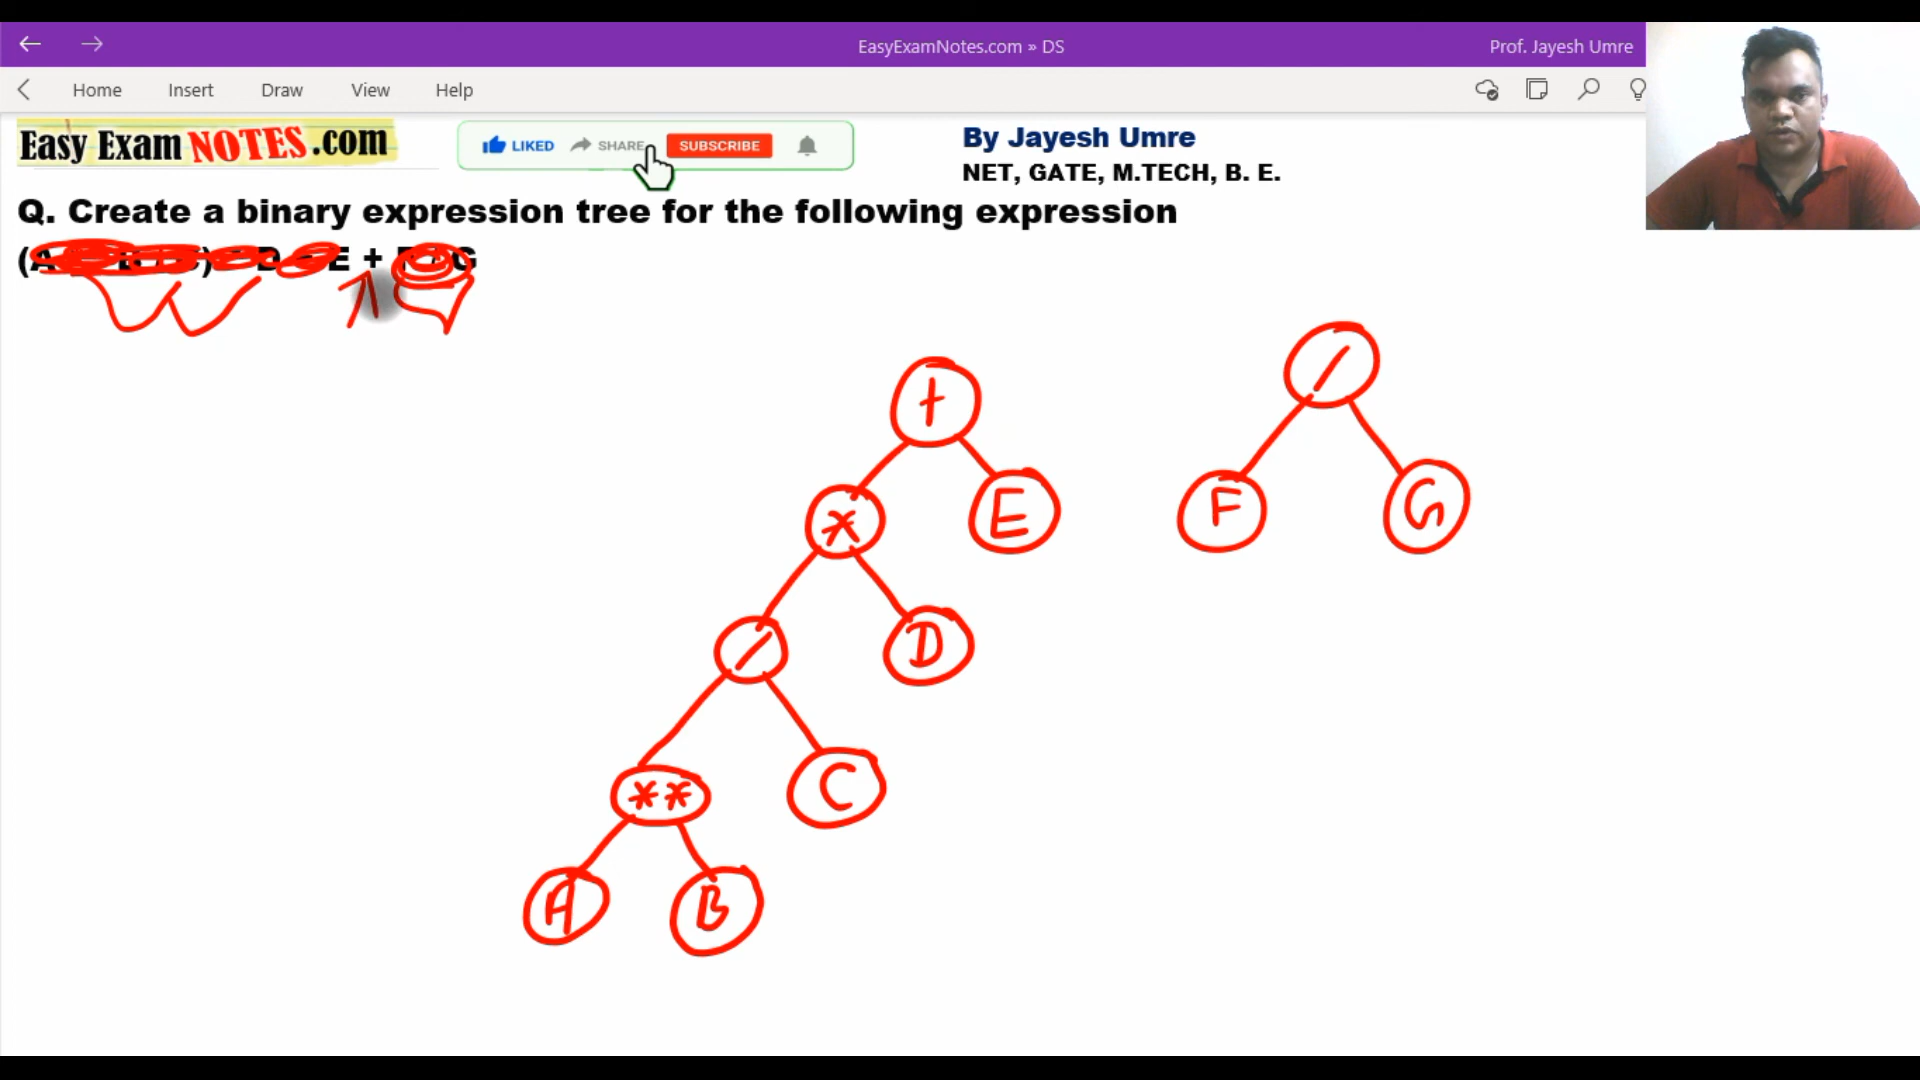 EasyExamNotes.com » DS
Prof. Jayesh Umre
Home Insert Draw View Help
Easy Exam NOTES.com
LIKED SHARE SUBSCRIBE
By Jayesh Umre
NET, GATE, M.TECH, B. E.
Q. Create a binary expression tree for the following expression
( ) D E + G
+ /
* E F G
/ D
** C
A B